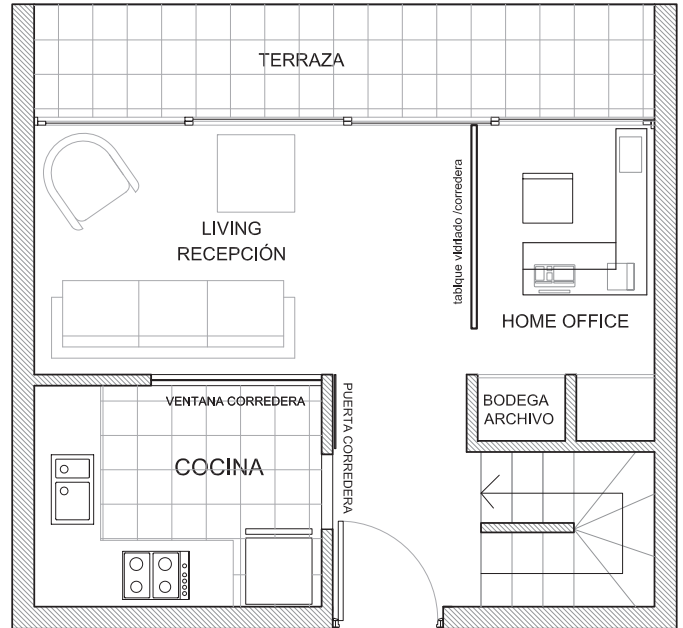 TERRAZA
LIVING
RECEPCIÓN
tabique vidriado /corredera
HOME OFFICE
VENTANA CORREDERA
PUERTA CORREDERA
BODEGA
ARCHIVO
COCINA